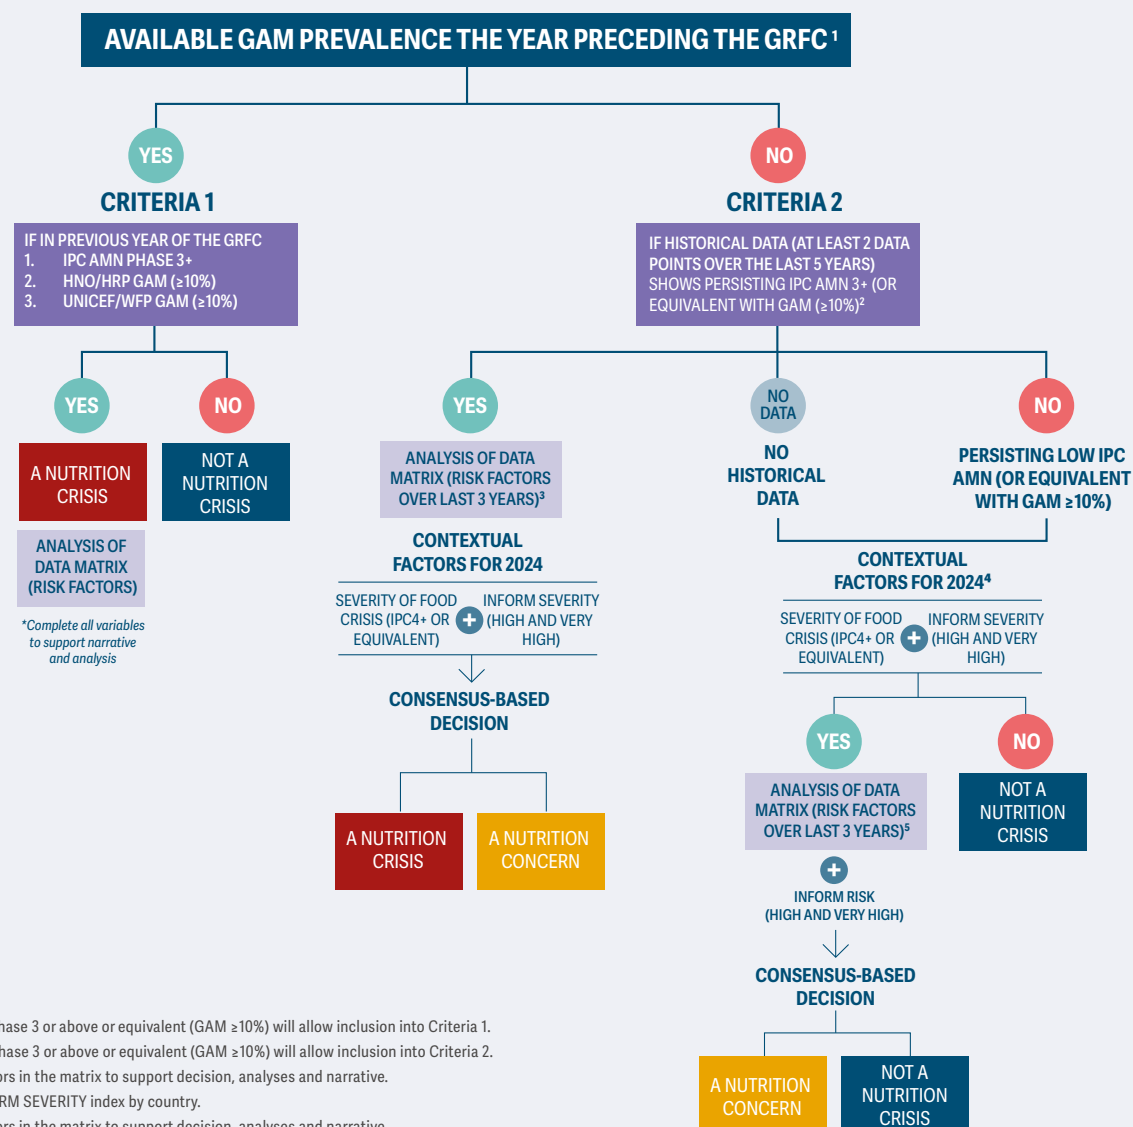 AVAILABLE GAM PREVALENCE THE YEAR PRECEDING THE GRFC ¹
YES
CRITERIA 1
IF IN PREVIOUS YEAR OF THE GRFC
1. IPC AMN PHASE 3+
2. HNO/HRP GAM (≥10%)
3. UNICEF/WFP GAM (≥10%)
YES
A NUTRITION
CRISIS
ANALYSIS OF
DATA MATRIX
(RISK FACTORS)
*Complete all variables
to support narrative
and analysis
NO
NOT A
NUTRITION
CRISIS
NO
CRITERIA 2
IF HISTORICAL DATA (AT LEAST 2 DATA
POINTS OVER THE LAST 5 YEARS)
SHOWS PERSISTING IPC AMN 3+ (OR
EQUIVALENT WITH GAM (≥10%)²
YES
ANALYSIS OF DATA
MATRIX (RISK FACTORS
OVER LAST 3 YEARS)³
CONTEXTUAL
FACTORS FOR 2024
SEVERITY OF FOOD
CRISIS (IPC4+ OR
EQUIVALENT)
+
INFORM SEVERITY
(HIGH AND VERY
HIGH)
CONSENSUS-BASED
DECISION
A NUTRITION
CRISIS
A NUTRITION
CONCERN
NO
DATA
NO
HISTORICAL
DATA
NO
PERSISTING LOW IPC
AMN (OR EQUIVALENT
WITH GAM ≥10%)
CONTEXTUAL
FACTORS FOR 2024⁴
SEVERITY OF FOOD
CRISIS (IPC4+ OR
EQUIVALENT)
+
INFORM SEVERITY
(HIGH AND VERY
HIGH)
YES
ANALYSIS OF DATA
MATRIX (RISK FACTORS
OVER LAST 3 YEARS)⁵
+
INFORM RISK
(HIGH AND VERY HIGH)
CONSENSUS-BASED
DECISION
A NUTRITION
CONCERN
NOT A
NUTRITION
CRISIS
NO
NOT A
NUTRITION
CRISIS
hase 3 or above or equivalent (GAM ≥10%) will allow inclusion into Criteria 1.
hase 3 or above or equivalent (GAM ≥10%) will allow inclusion into Criteria 2.
ors in the matrix to support decision, analyses and narrative.
RM SEVERITY index by country.
ors in the matrix to support decision, analyses and narrative